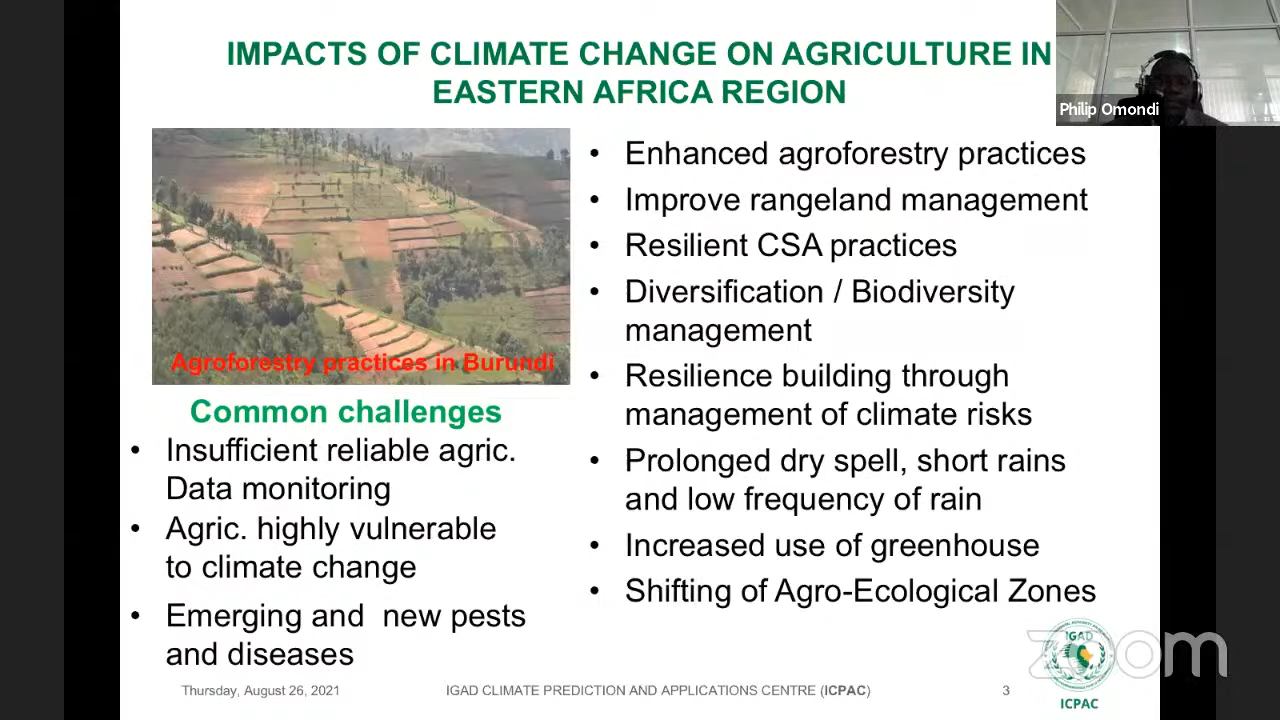 IMPACTS OF CLIMATE CHANGE ON AGRICULTURE IN
EASTERN AFRICA REGION
Philip Omondi
Agroforestry practices in Burundi
Common challenges
• Insufficient reliable agric.
Data monitoring
• Agric. highly vulnerable
to climate change
• Emerging and new pests
and diseases
• Enhanced agroforestry practices
• Improve rangeland management
• Resilient CSA practices
• Diversification / Biodiversity
management
• Resilience building through
management of climate risks
• Prolonged dry spell, short rains
and low frequency of rain
• Increased use of greenhouse
• Shifting of Agro-Ecological Zones
Thursday, August 26, 2021
IGAD CLIMATE PREDICTION AND APPLICATIONS CENTRE (ICPAC)
3
IGAD
ICPAC
zoom